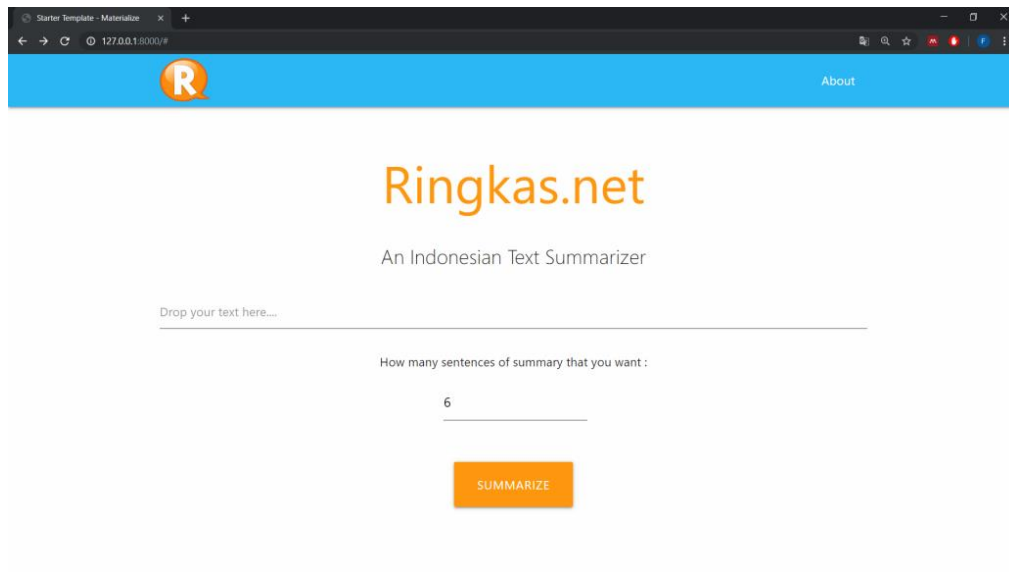 Starter Template - Materialize
127.0.0.1:8000/#
F
R
About
Ringkas.net
An Indonesian Text Summarizer
Drop your text here....
How many sentences of summary that you want :
6
SUMMARIZE